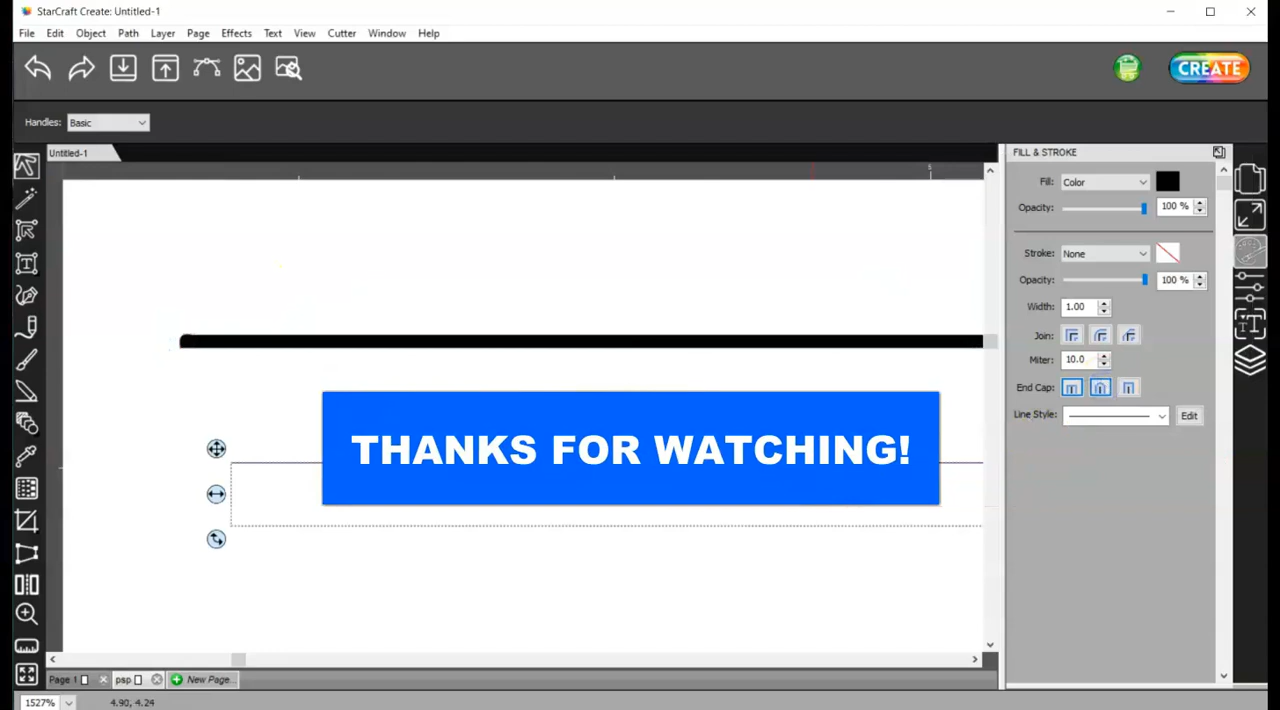 StarCraft Create: Untitled-1
File Edit Object Path Layer Page Effects Text View Cutter Window Help
CREATE
Handles: Basic
Untitled-1
FILL & STROKE
5
Fill: Color
Opacity: 100 %
Stroke: None
Opacity: 100 %
Width: 1.00
Join:
Miter: 10.0
End Cap:
Line Style: Edit
THANKS FOR WATCHING!
Page 1 psp New Page...
1527% 4.90, 4.24